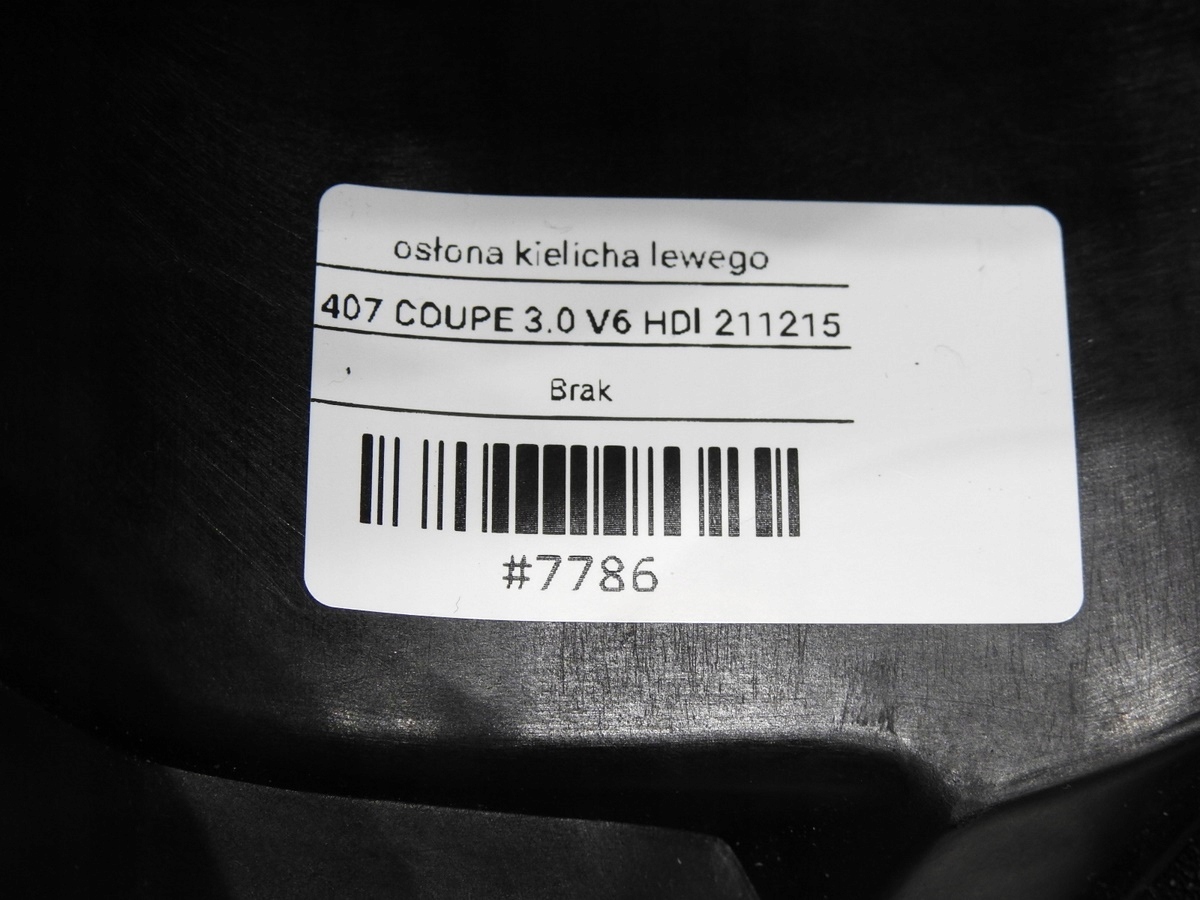 osłona kielicha lewego
407 COUPE 3.0 V6 HDI 211215
Brak
#7786